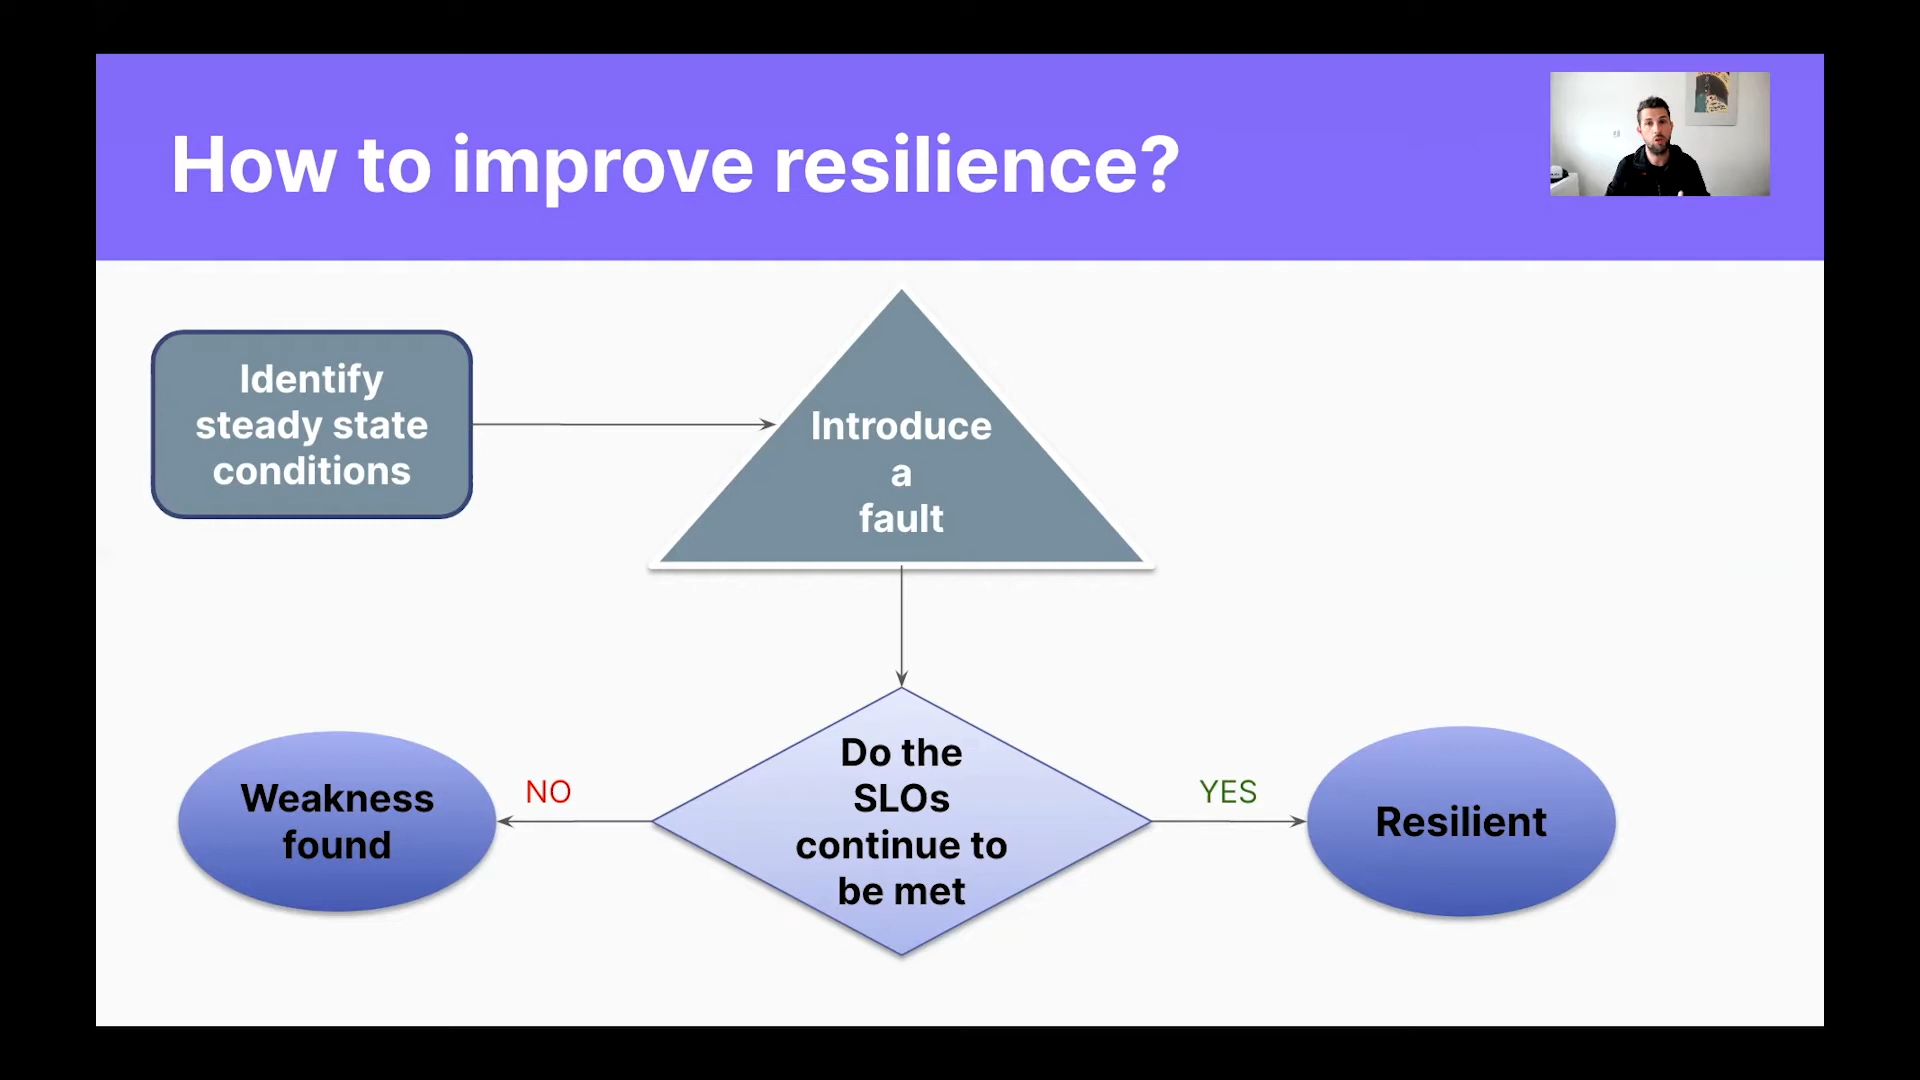 How to improve resilience?
Identify
steady state
conditions
Introduce
a
fault
Do the
SLOs
continue to
be met
NO
Weakness
found
YES
Resilient